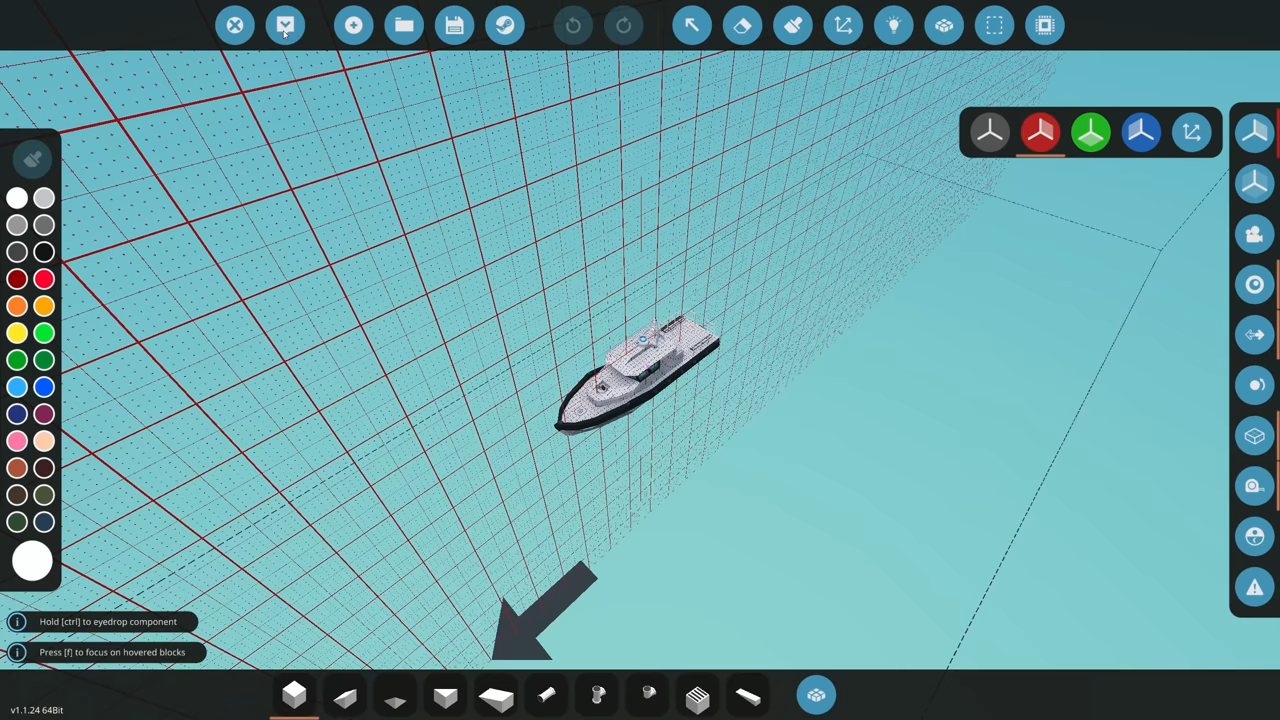 Hold [ctrl] to eyedrop component
Press [f] to focus on hovered blocks
v1.1.24 64Bit